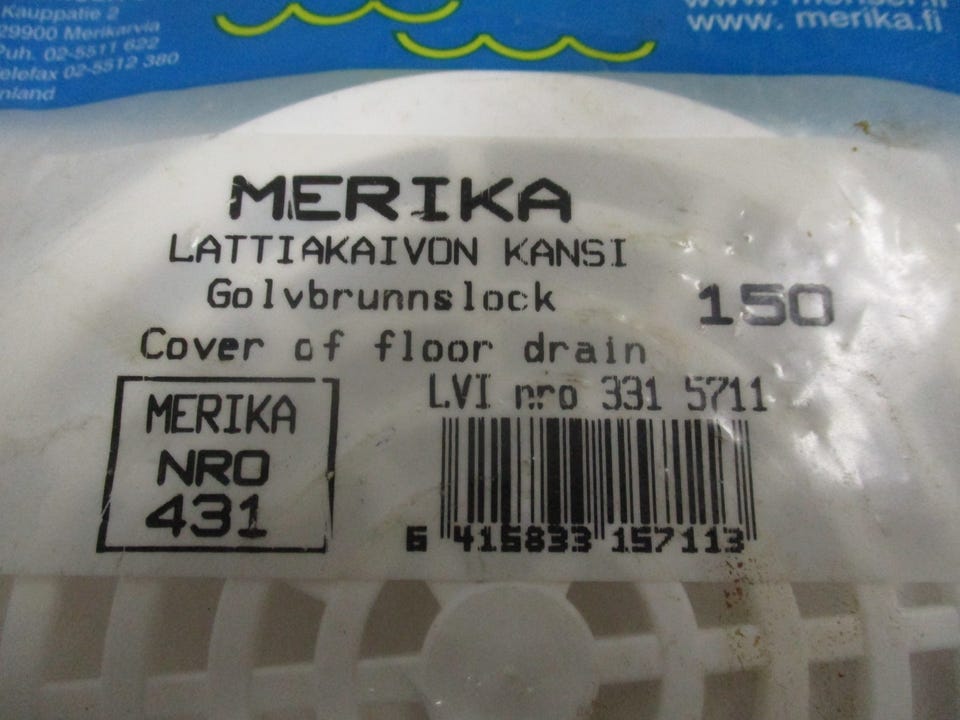 Kauppatie 2
29900 Merikarvia
Puh. 02-5511 622
Telefax 02-5512 380
Finland
www. merika.fi
MERIKA
LATTIAKAIVON KANSI
Golvbrunnslock
150
Cover of floor drain
LVI nro 331 5711
MERIKA
NRO
431
6 415833 157113